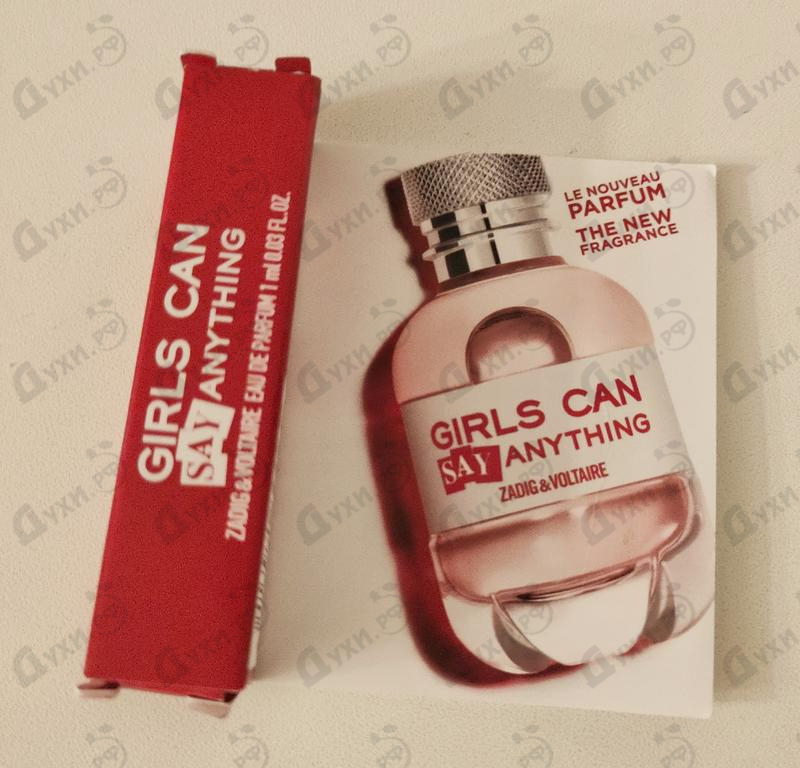 GIRLS CAN
SAY ANYTHING
ZADIG & VOLTAIRE EAU DE PARFUM 1 ml 0.03 FL.OZ.
LE NOUVEAU
PARFUM
THE NEW
FRAGRANCE
GIRLS CAN
SAY ANYTHING
ZADIG & VOLTAIRE
Духи.рф